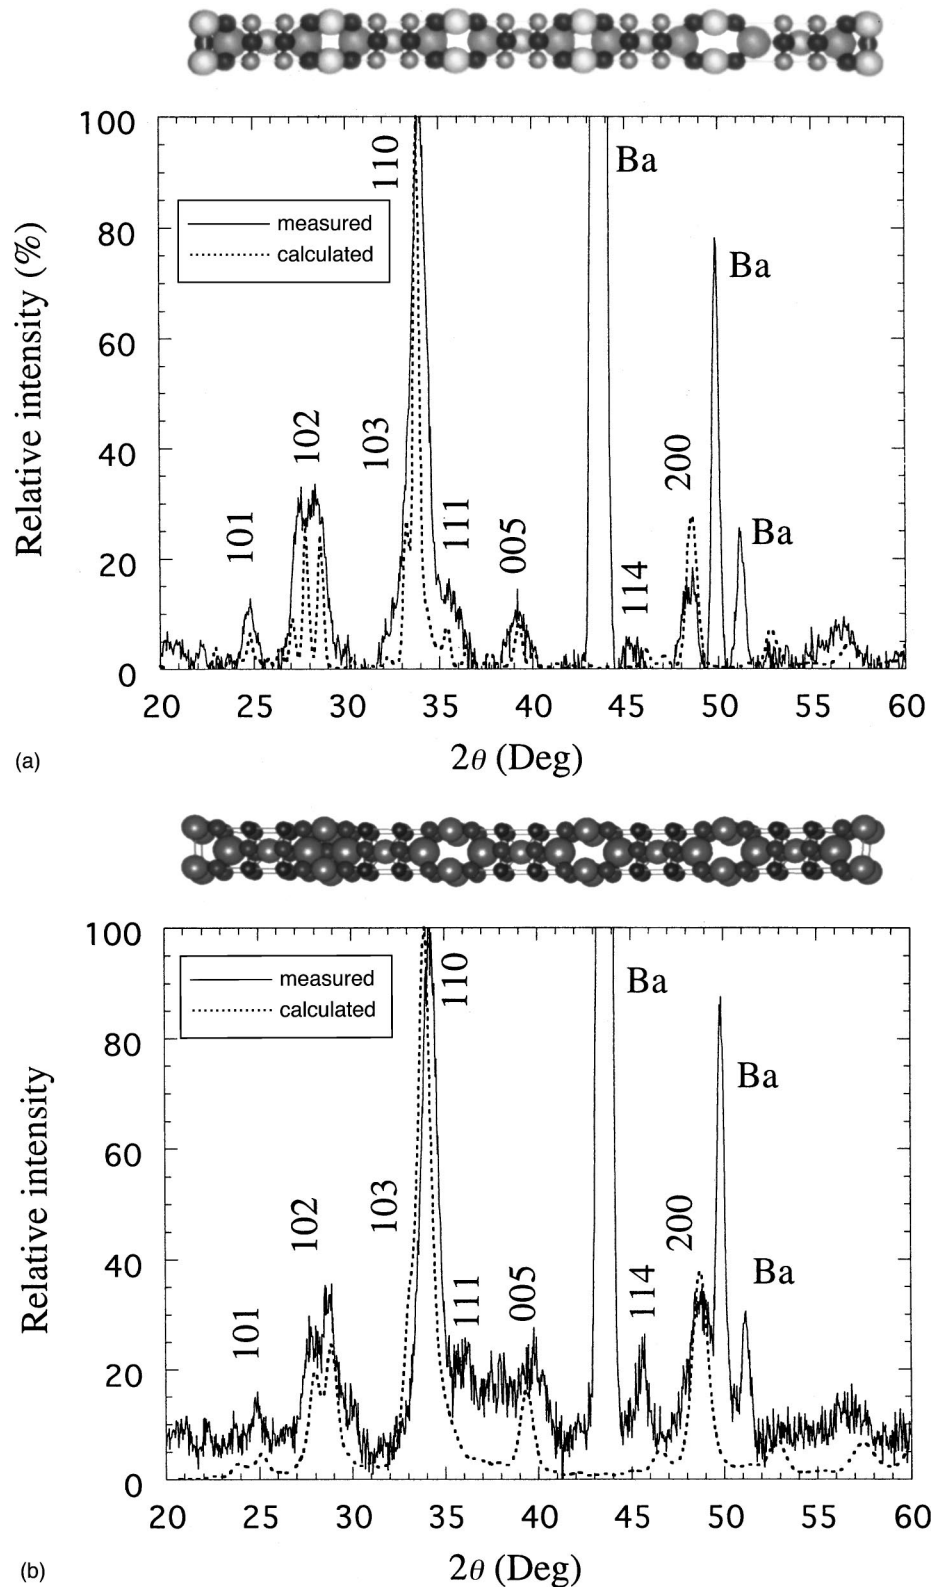 100
80
60
40
20
0
Relative intensity (%)
measured
calculated
101
102
103
110
111
005
Ba
114
200
Ba
Ba
20 25 30 35 40 45 50 55 60
2θ (Deg)
(a)
100
80
60
40
20
0
Relative intensity
measured
calculated
101
102
103
110
111
005
Ba
114
200
Ba
Ba
20 25 30 35 40 45 50 55 60
2θ (Deg)
(b)